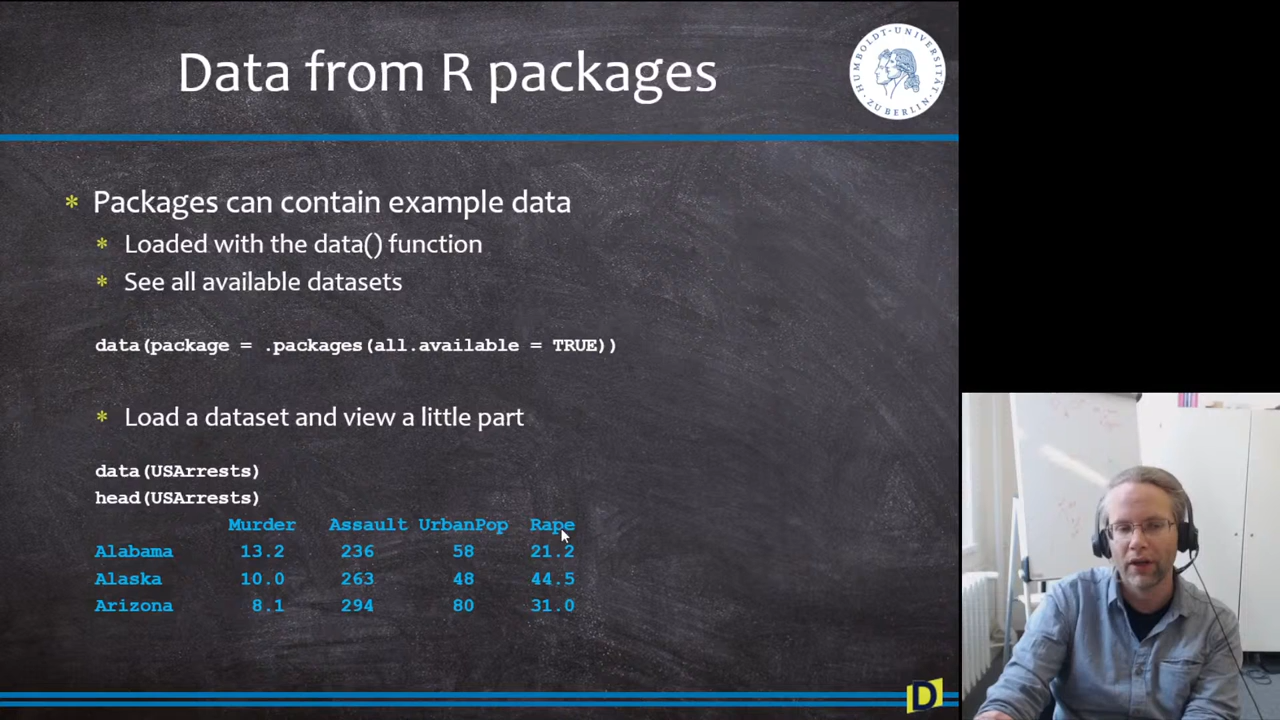 Data from R packages
HUMBOLDT-UNIVERSITÄT ZU BERLIN
* Packages can contain example data
* Loaded with the data() function
* See all available datasets
data(package = .packages(all.available = TRUE))
* Load a dataset and view a little part
data(USArrests)
head(USArrests)
Murder Assault UrbanPop Rape
Alabama 13.2 236 58 21.2
Alaska 10.0 263 48 44.5
Arizona 8.1 294 80 31.0
D